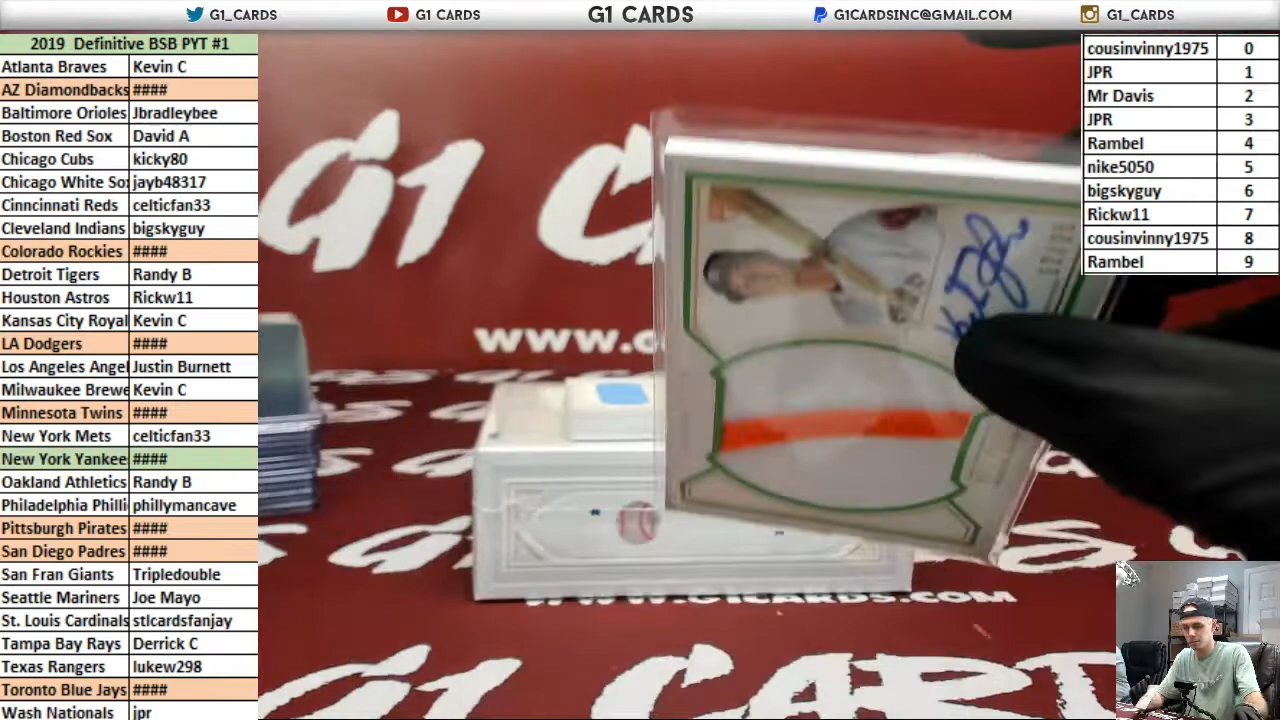 G1_CARDS
G1 CARDS
G1 CARDS
G1CARDSINC@GMAIL.COM
G1_CARDS
2019 Definitive BSB PYT #1
Atlanta Braves Kevin C
AZ Diamondbacks ####
Baltimore Orioles Jbradleybee
Boston Red Sox David A
Chicago Cubs kicky80
Chicago White So jayb48317
Cinncincnati Reds celticfan33
Cleveland Indians bigskyguy
Colorado Rockies ####
Detroit Tigers Randy B
Houston Astros Rickw11
Kansas City Royal Kevin C
LA Dodgers ####
Los Angeles Angel Justin Burnett
Milwaukee Brewe Kevin C
Minnesota Twins ####
New York Mets celticfan33
New York Yankee ####
Oakland Athletics Randy B
Philadelphia Philli phillymancave
Pittsburgh Pirates ####
San Diego Padres ####
San Fran Giants Tripledouble
Seattle Mariners Joe Mayo
St. Louis Cardinals stlcardsfanjay
Tampa Bay Rays Derrick C
Texas Rangers lukew298
Toronto Blue Jays ####
Wash Nationals jpr
cousinvinny1975 0
JPR 1
Mr Davis 2
JPR 3
Rambel 4
nike5050 5
bigskyguy 6
Rickw11 7
cousinvinny1975 8
Rambel 9
G1 C
www.
WWW.G1CARDS.COM
G1 CARD